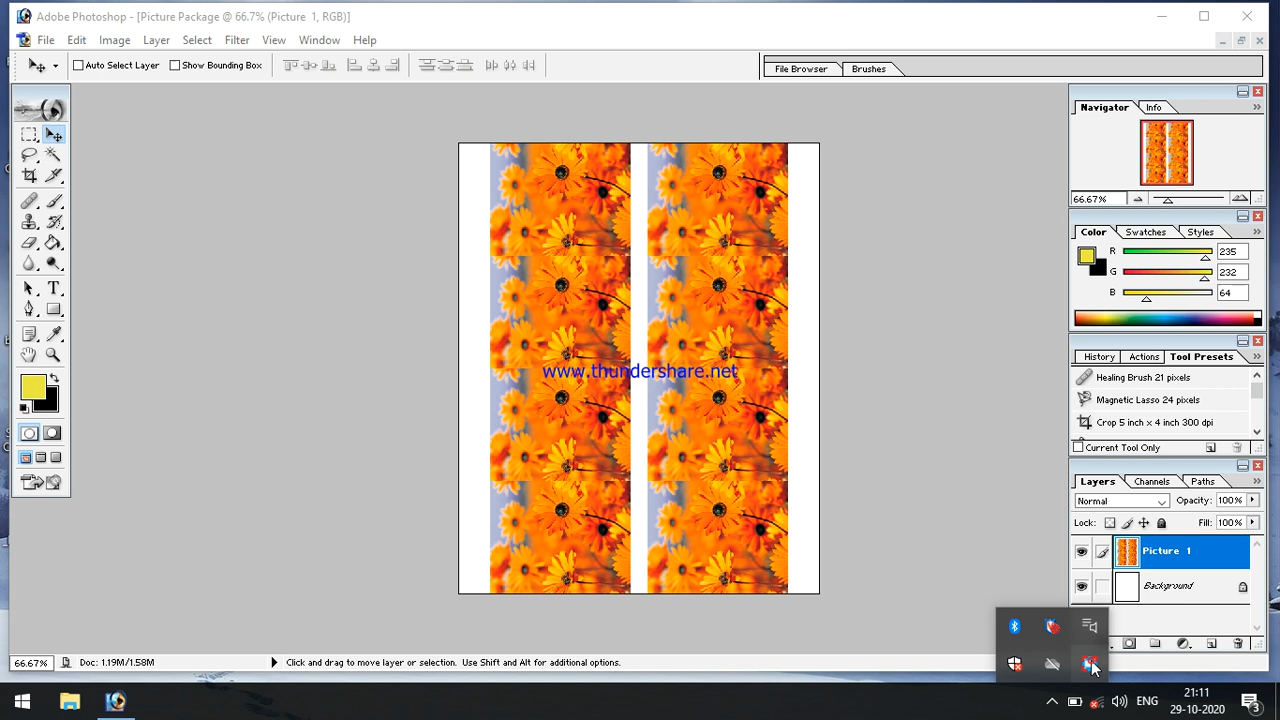 Adobe Photoshop - [Picture Package @ 66.7% (Picture 1, RGB)]
File Edit Image Layer Select Filter View Window Help
Auto Select Layer Show Bounding Box
File Browser Brushes
Navigator Info
66.67%
Color Swatches Styles
R 235
G 232
B 64
History Actions Tool Presets
Healing Brush 21 pixels
Magnetic Lasso 24 pixels
Crop 5 inch x 4 inch 300 dpi
Current Tool Only
Layers Channels Paths
Normal Opacity: 100%
Lock: Fill: 100%
Picture 1
Background
www.thundershare.net
66.67% Doc: 1.19M/1.58M Click and drag to move layer or selection. Use Shift and Alt for additional options.
ENG 21:11
29-10-2020
3